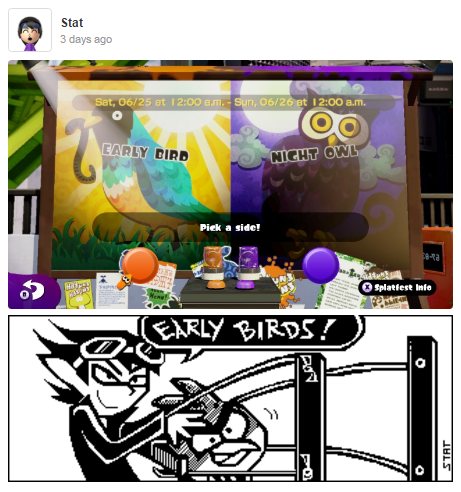 Stat
3 days ago
Sat, 06/25 at 12:00 a.m. - Sun, 06/26 at 12:00 a.m.
EARLY BIRD
NIGHT OWL
Pick a side!
B
X Splatfest Info
EARLY BIRDS!
STAT